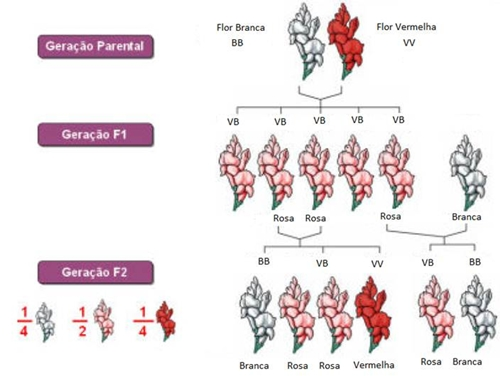 Geração Parental
Flor Branca
BB
Flor Vermelha
VV
VB VB VB VB VB
Geração F1
Rosa Rosa Rosa Branca
BB VB VV VB BB
Geração F2
1/4 1/2 1/4
Branca Rosa Rosa Vermelha Rosa Branca